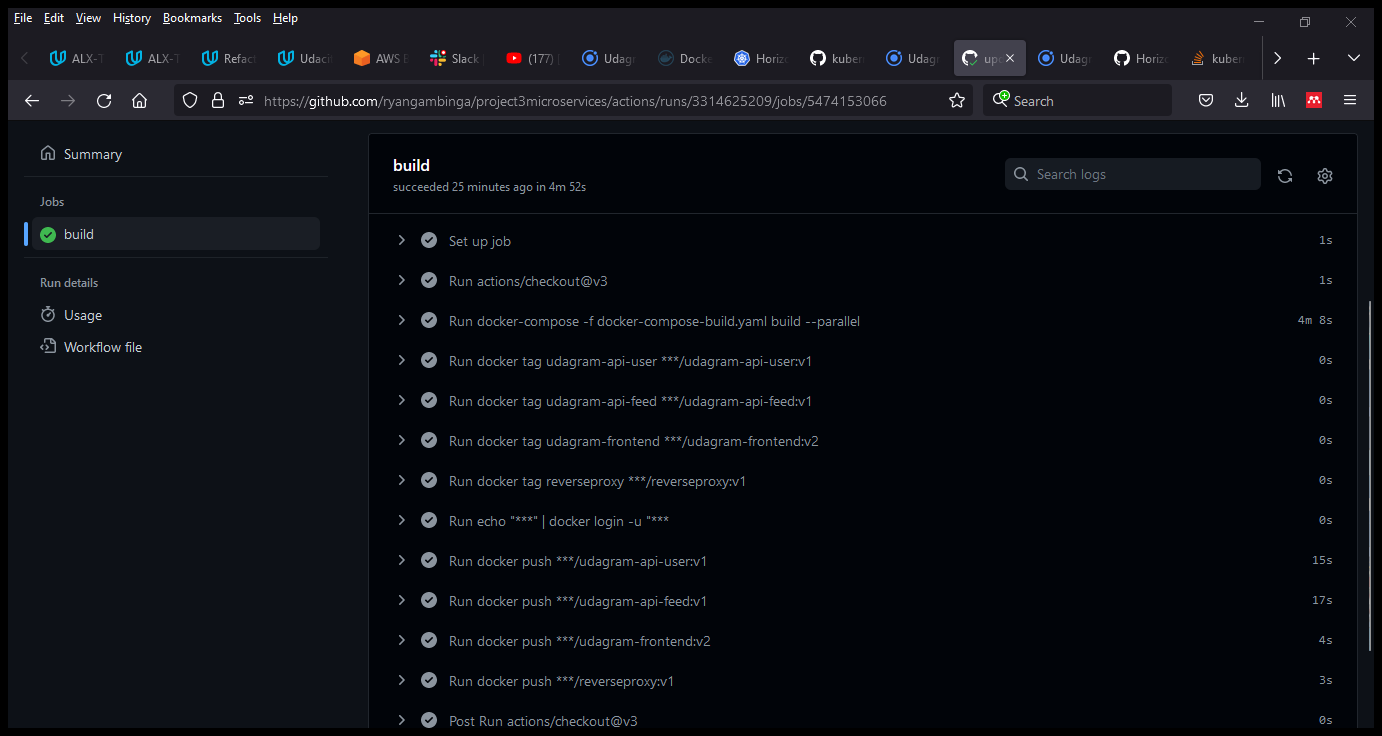 File Edit View History Bookmarks Tools Help
ALX-T ALX-T Refac Udaci AWS E Slack (177) Udagr Docke Horizo kuber Udagr upd Udagr Horizo kubern
https://github.com/ryangambinga/project3microservices/actions/runs/3314625209/jobs/5474153066 Search
Summary
Jobs
build
Run details
Usage
Workflow file
build
succeeded 25 minutes ago in 4m 52s
Search logs
Set up job 1s
Run actions/checkout@v3 1s
Run docker-compose -f docker-compose-build.yaml build --parallel 4m 8s
Run docker tag udagram-api-user ***/udagram-api-user:v1 0s
Run docker tag udagram-api-feed ***/udagram-api-feed:v1 0s
Run docker tag udagram-frontend ***/udagram-frontend:v2 0s
Run docker tag reverseproxy ***/reverseproxy:v1 0s
Run echo "***" | docker login -u "*** 0s
Run docker push ***/udagram-api-user:v1 15s
Run docker push ***/udagram-api-feed:v1 17s
Run docker push ***/udagram-frontend:v2 4s
Run docker push ***/reverseproxy:v1 3s
Post Run actions/checkout@v3 0s